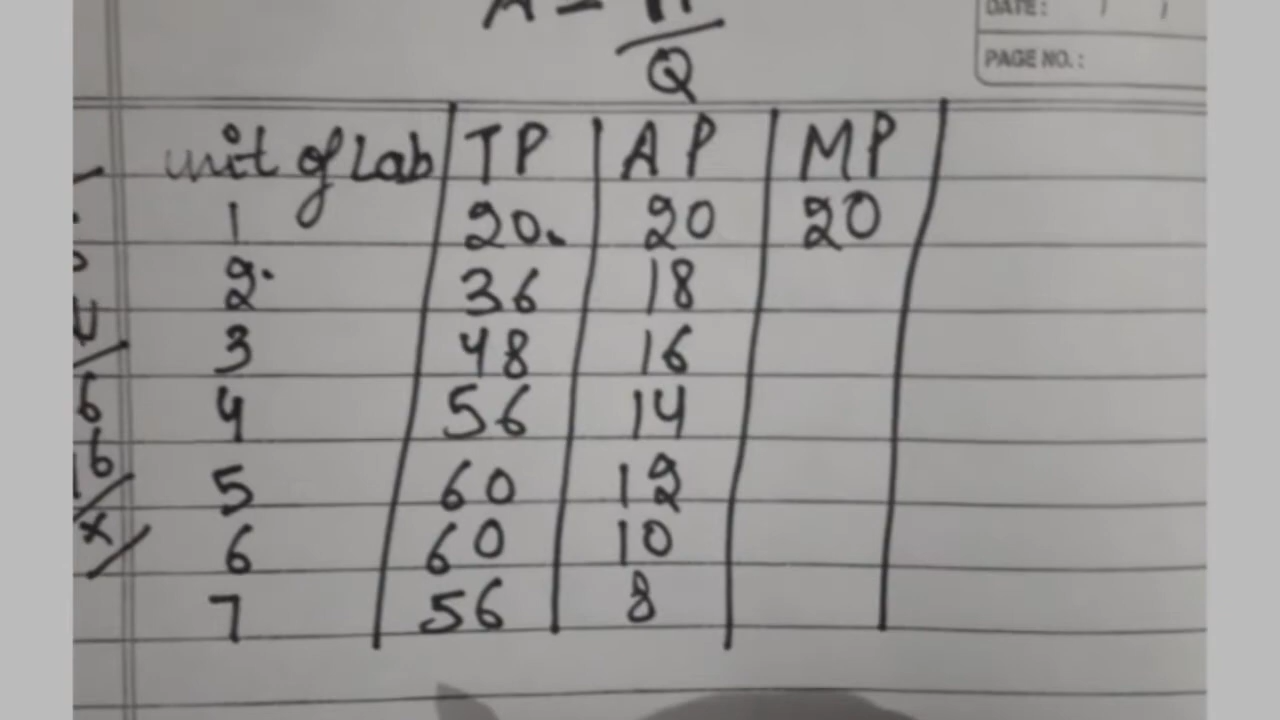 DATE: / /
Q
PAGE NO.:
unit of Lab TP AP MP
1 20. 20 20
2. 36 18
3 48 16
4 56 14
5 60 12
6 60 10
7 56 8